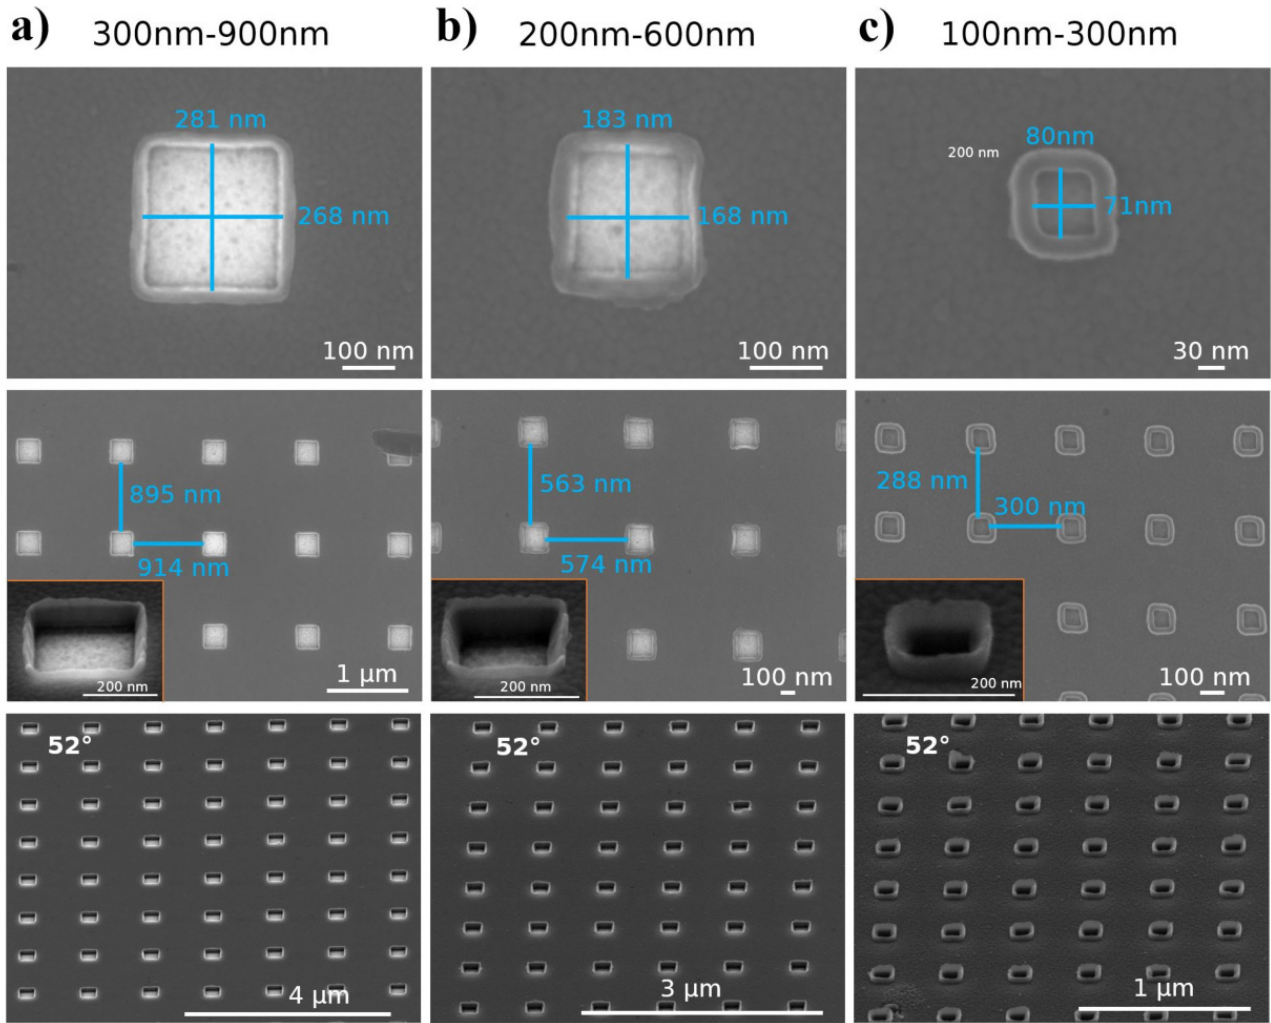 a) 300nm-900nm
b) 200nm-600nm
c) 100nm-300nm
281 nm
268 nm
100 nm
183 nm
168 nm
100 nm
200 nm
80nm
71nm
30 nm
895 nm
914 nm
200 nm
1 µm
563 nm
574 nm
200 nm
100 nm
288 nm
300 nm
200 nm
100 nm
52°
4 µm
52°
3 µm
52°
1 µm